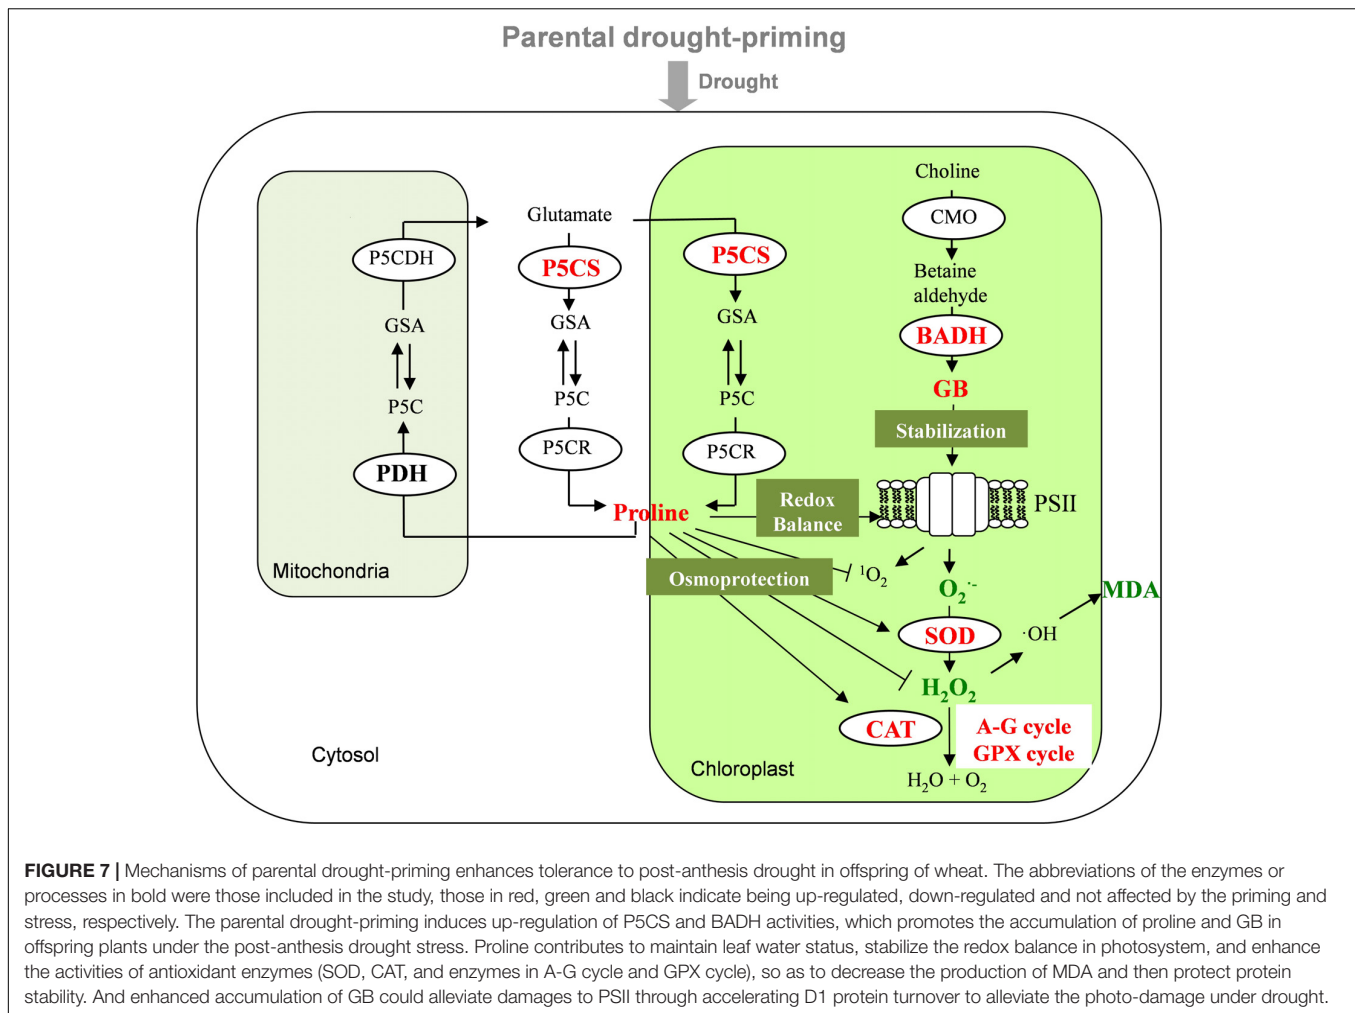 Parental drought-priming
Drought
Glutamate
P5CDH
P5CS
GSA
GSA
P5C
P5C
PDH
P5CR
Proline
Mitochondria
Cytosol
P5CS
GSA
P5C
P5CR
Redox
Balance
Osmoprotection
Choline
CMO
Betaine
aldehyde
BADH
GB
Stabilization
PSII
¹O₂
O₂·⁻
MDA
SOD
·OH
H₂O₂
CAT
A-G cycle
GPX cycle
H₂O + O₂
Chloroplast
FIGURE 7 | Mechanisms of parental drought-priming enhances tolerance to post-anthesis drought in offspring of wheat. The abbreviations of the enzymes or
processes in bold were those included in the study, those in red, green and black indicate being up-regulated, down-regulated and not affected by the priming and
stress, respectively. The parental drought-priming induces up-regulation of P5CS and BADH activities, which promotes the accumulation of proline and GB in
offspring plants under the post-anthesis drought stress. Proline contributes to maintain leaf water status, stabilize the redox balance in photosystem, and enhance
the activities of antioxidant enzymes (SOD, CAT, and enzymes in A-G cycle and GPX cycle), so as to decrease the production of MDA and then protect protein
stability. And enhanced accumulation of GB could alleviate damages to PSII through accelerating D1 protein turnover to alleviate the photo-damage under drought.